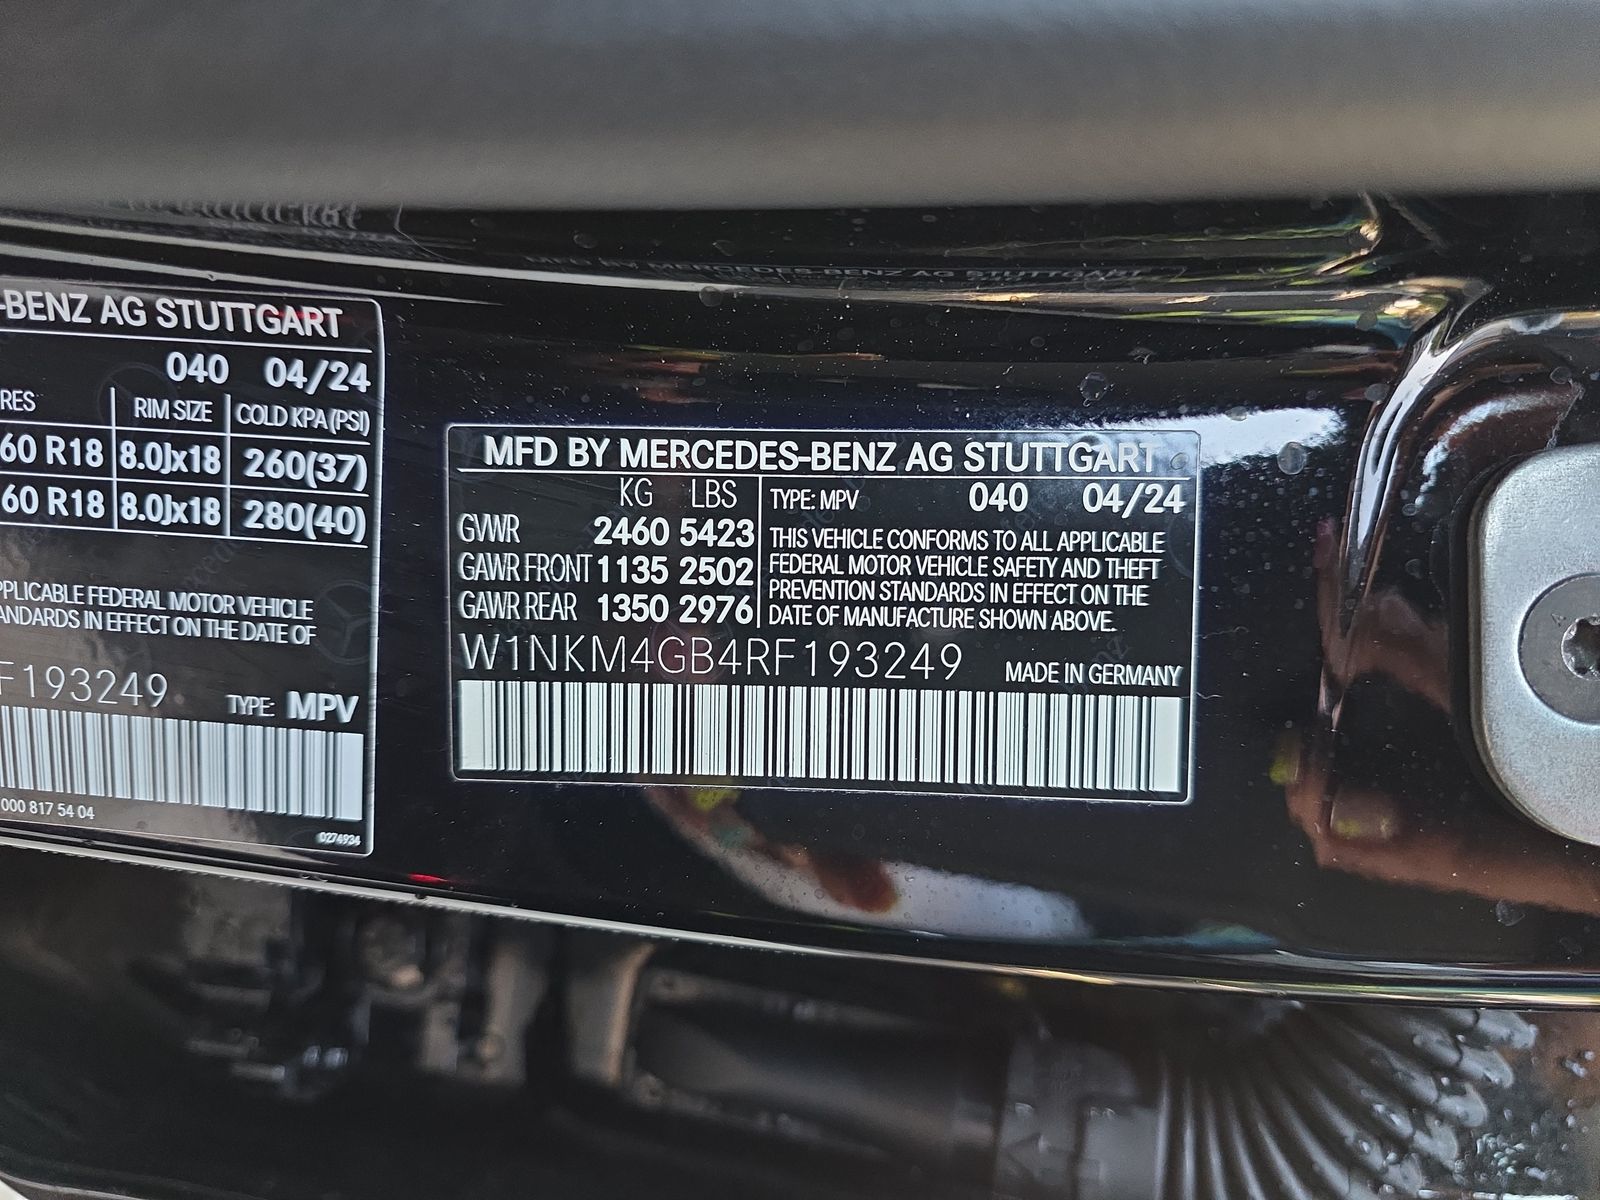 -BENZ AG STUTTGART
040 04/24
RES RIM SIZE COLD KPA(PSI)
60 R18 8.0Jx18 260(37)
60 R18 8.0Jx18 280(40)
PPLICABLE FEDERAL MOTOR VEHICLE
ANDARDS IN EFFECT ON THE DATE OF
F193249
TYPE: MPV
000 817 54 04
0274934
MFD BY MERCEDES-BENZ AG STUTTGART
KG LBS
GVWR 2460 5423
GAWR FRONT 1135 2502
GAWR REAR 1350 2976
TYPE: MPV 040 04/24
THIS VEHICLE CONFORMS TO ALL APPLICABLE
FEDERAL MOTOR VEHICLE SAFETY AND THEFT
PREVENTION STANDARDS IN EFFECT ON THE
DATE OF MANUFACTURE SHOWN ABOVE.
W1NKM4GB4RF193249
MADE IN GERMANY